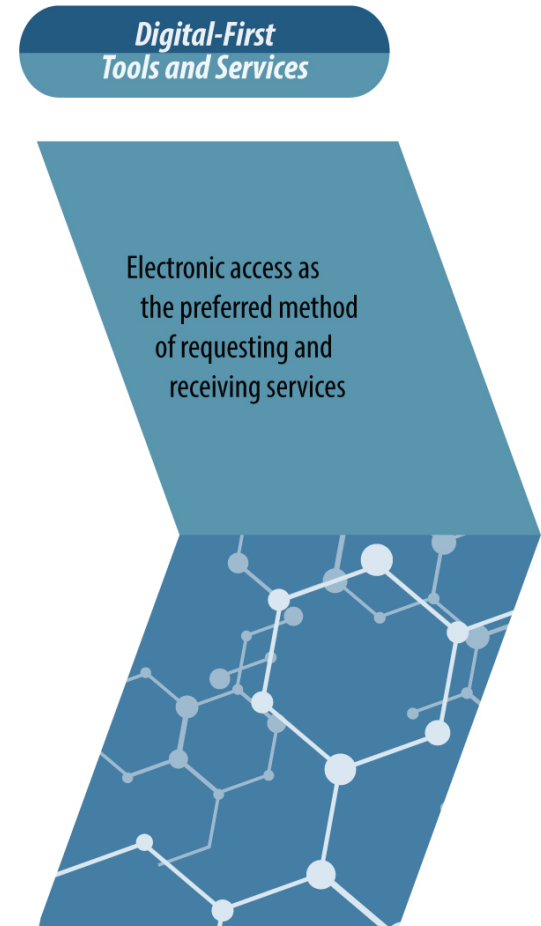 Digital-First
Tools and Services
Electronic access as
the preferred method
of requesting and
receiving services